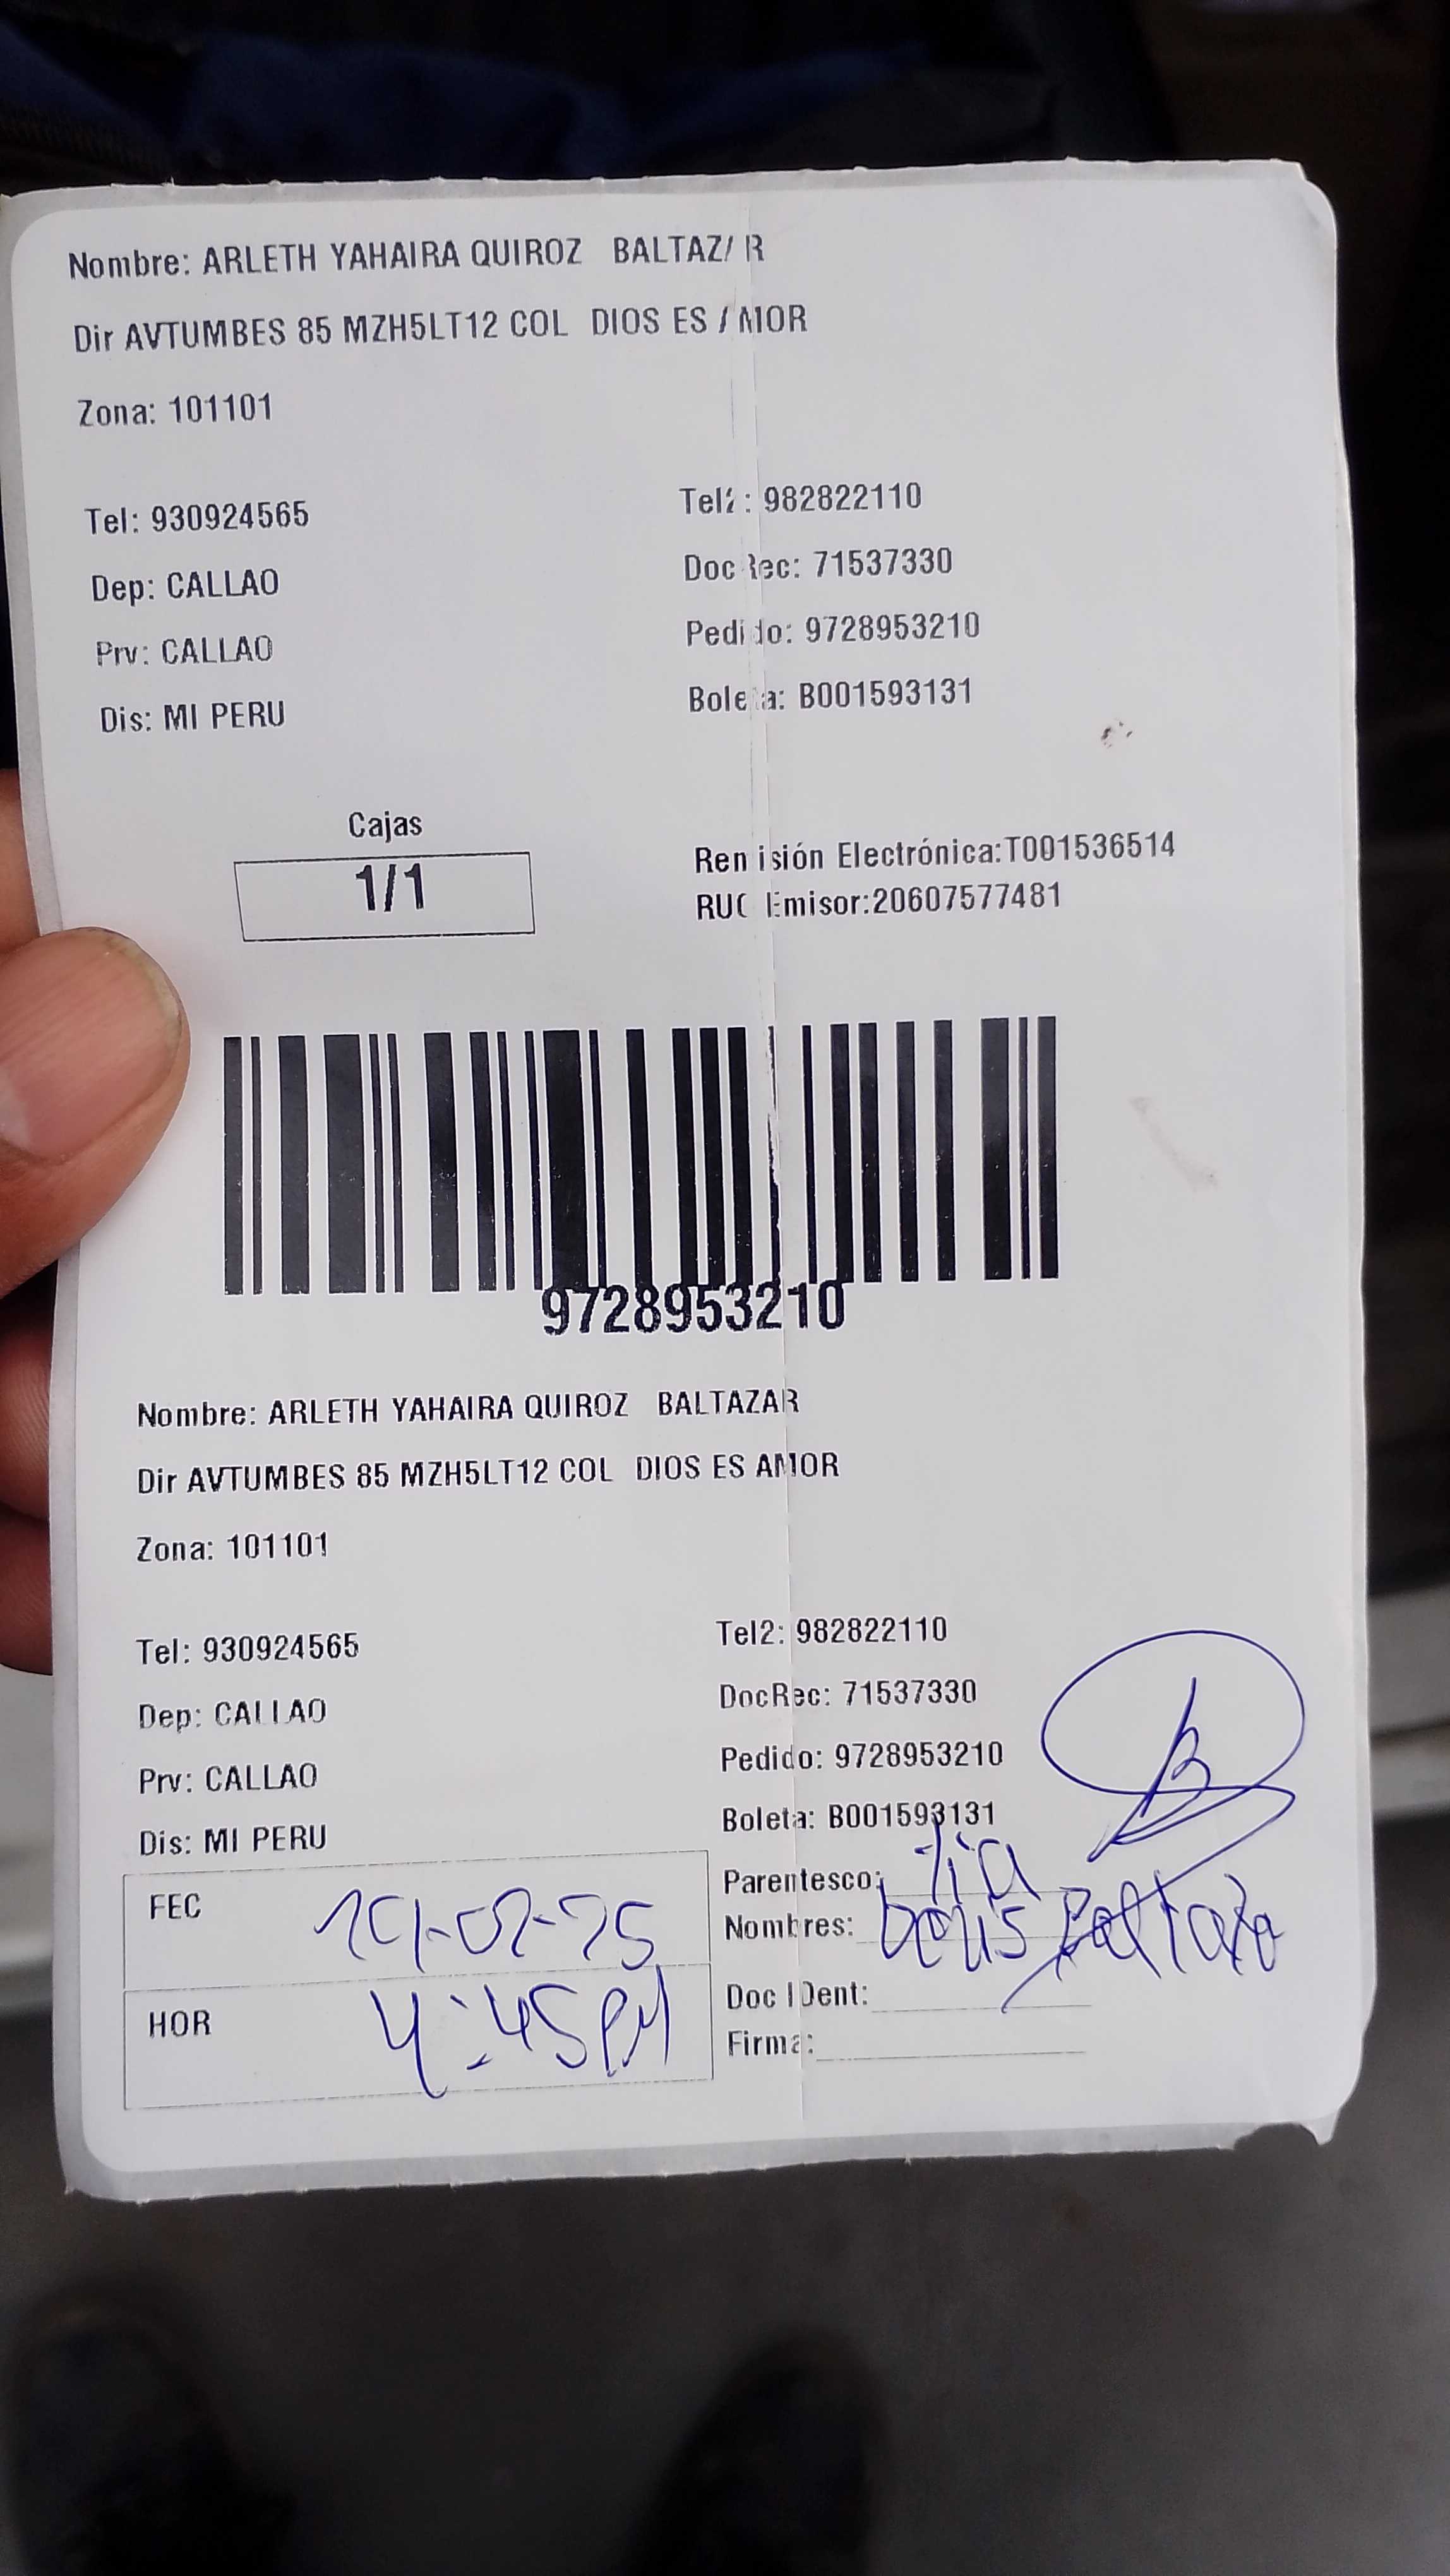 Nombre: ARLETH YAHAIRA QUIROZ BALTAZAR
Dir AVTUMBES 85 MZH5LT12 COL DIOS ES AMOR
Zona: 101101
Tel: 930924565
Tel2: 982822110
Dep: CALLAO
DocRec: 71537330
Prv: CALLAO
Pedido: 9728953210
Dis: MI PERU
Boleta: B001593131
Cajas
1/1
Remisión Electrónica:T001536514
RUC Emisor:20607577481
9728953210
Nombre: ARLETH YAHAIRA QUIROZ BALTAZAR
Dir AVTUMBES 85 MZH5LT12 COL DIOS ES AMOR
Zona: 101101
Tel: 930924565
Tel2: 982822110
Dep: CALLAO
DocRec: 71537330
Prv: CALLAO
Pedido: 9728953210
Dis: MI PERU
Boleta: B001593131
FEC
Parentesco: Tia
Nombres:
HOR 4:45 PM
Doc IDent:
Firma: